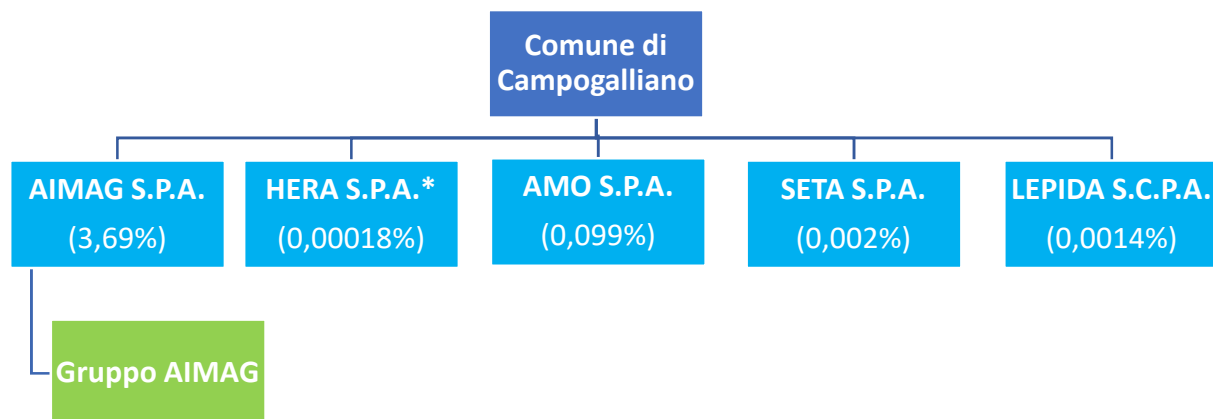 Comune di
Campogalliano
AIMAG S.P.A.
(3,69%)
HERA S.P.A.*
(0,00018%)
AMO S.P.A.
(0,099%)
SETA S.P.A.
(0,002%)
LEPIDA S.C.P.A.
(0,0014%)
Gruppo AIMAG